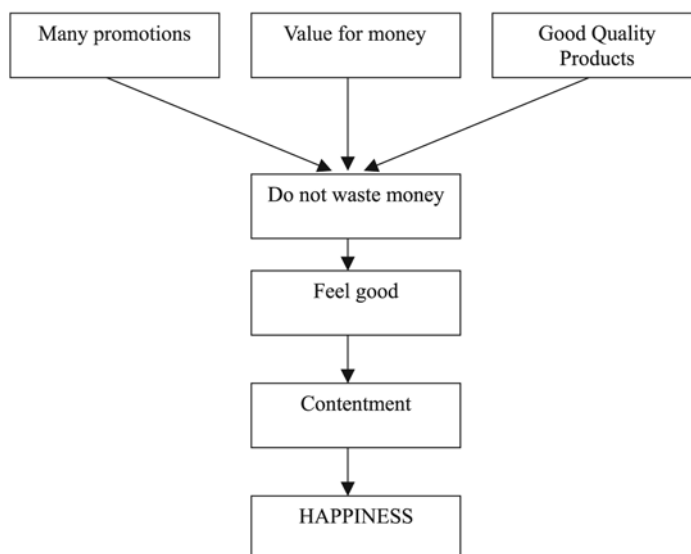 Many promotions
Value for money
Good Quality
Products
Do not waste money
Feel good
Contentment
HAPPINESS